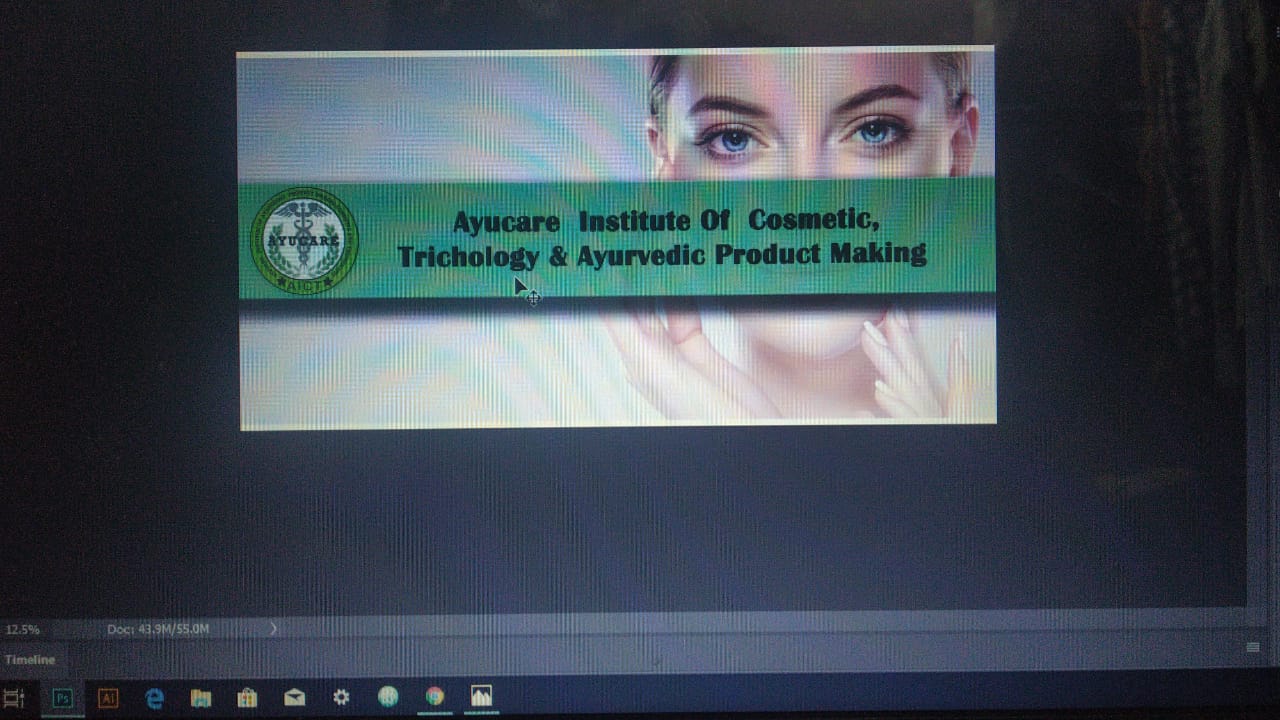 AYUCARE
AICT
Ayucare Institute Of Cosmetic,
Trichology & Ayurvedic Product Making
12.5%
Doc: 43.9M/55.0M
Timeline
Ps
Ai